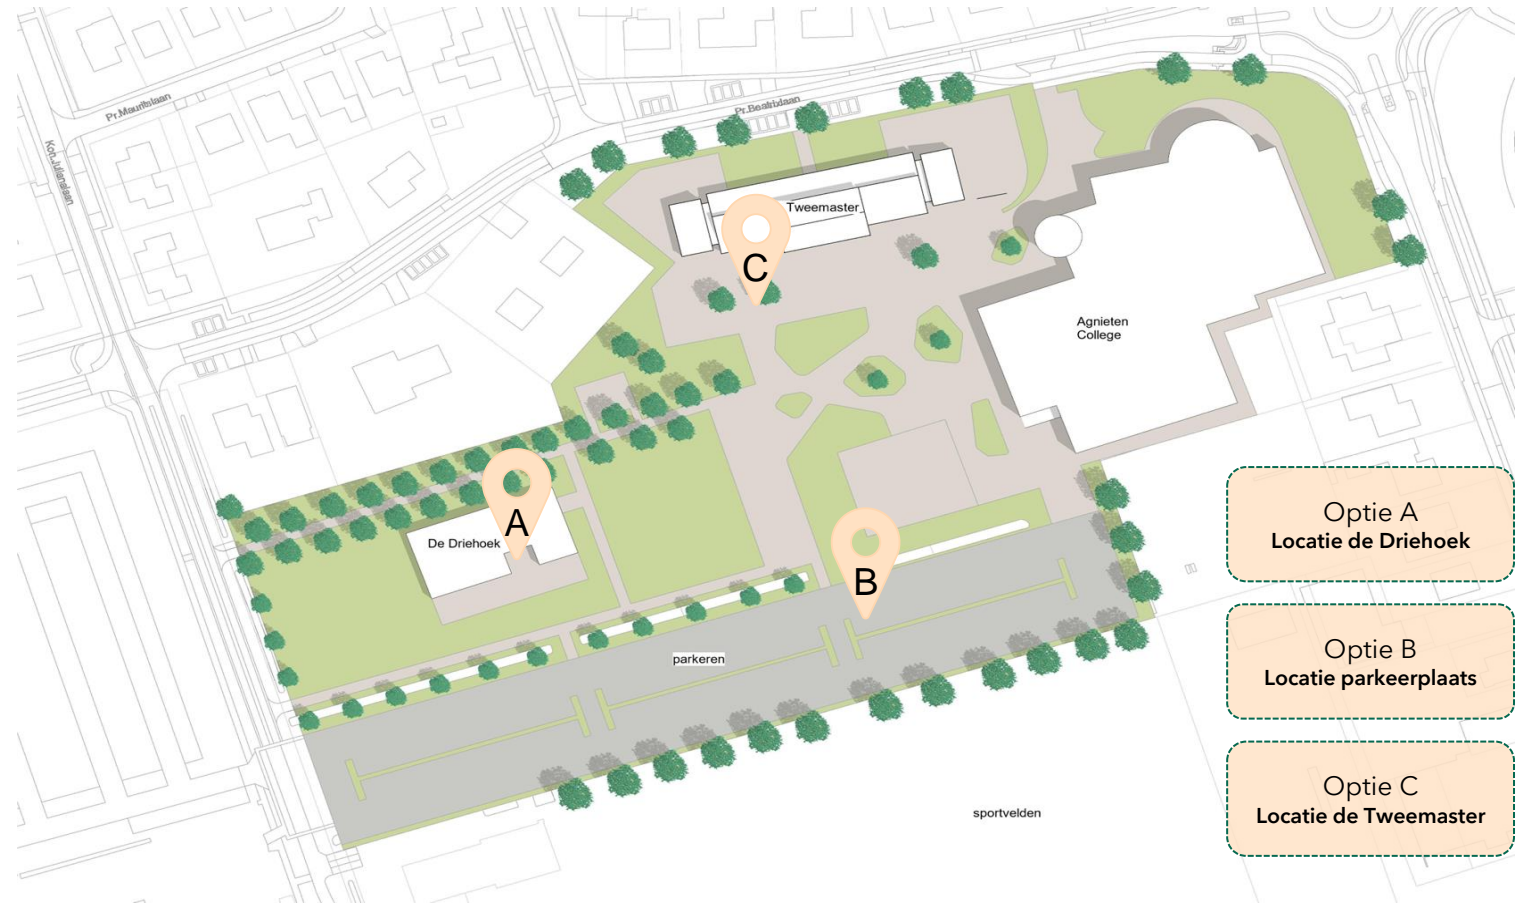 Pr.Mauritslaan
Kon.Julianalaan
Pr.Beatrixlaan
Tweemaster
C
Agnieten
College
De Driehoek
A
B
parkeren
sportvelden
Optie A
Locatie de Driehoek
Optie B
Locatie parkeerplaats
Optie C
Locatie de Tweemaster